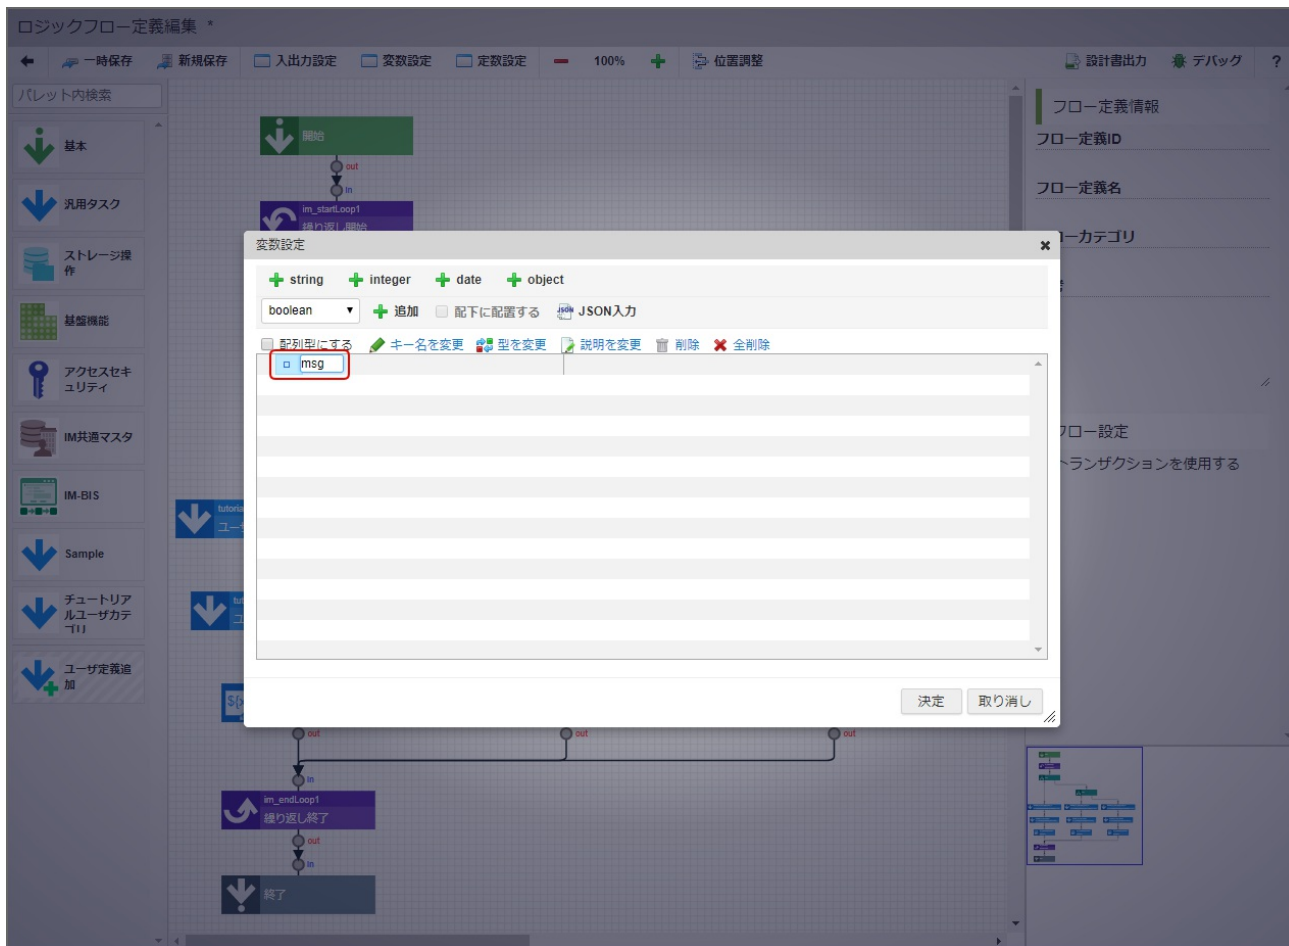 ロジックフロー定義編集 *
一時保存 新規保存 入出力設定 変数設定 定数設定 100% 位置調整 設計書出力 デバッグ ?
パレット内検索
基本
汎用タスク
ストレージ操
作
基盤機能
アクセスセキ
ュリティ
IM共通マスタ
IM-BIS
Sample
チュートリア
ルユーザカテ
ゴリ
ユーザ定義追
加
開始
out
in
im_startLoop1
繰り返し開始
変数設定
string integer date object
boolean 追加 配下に配置する JSON入力
配列型にする キー名を変更 型を変更 説明を変更 削除 全削除
msg
決定 取り消し
out out out
in
im_endLoop1
繰り返し終了
out
in
終了
フロー定義情報
フロー定義ID
フロー定義名
ーカテゴリ
フロー設定
トランザクションを使用する